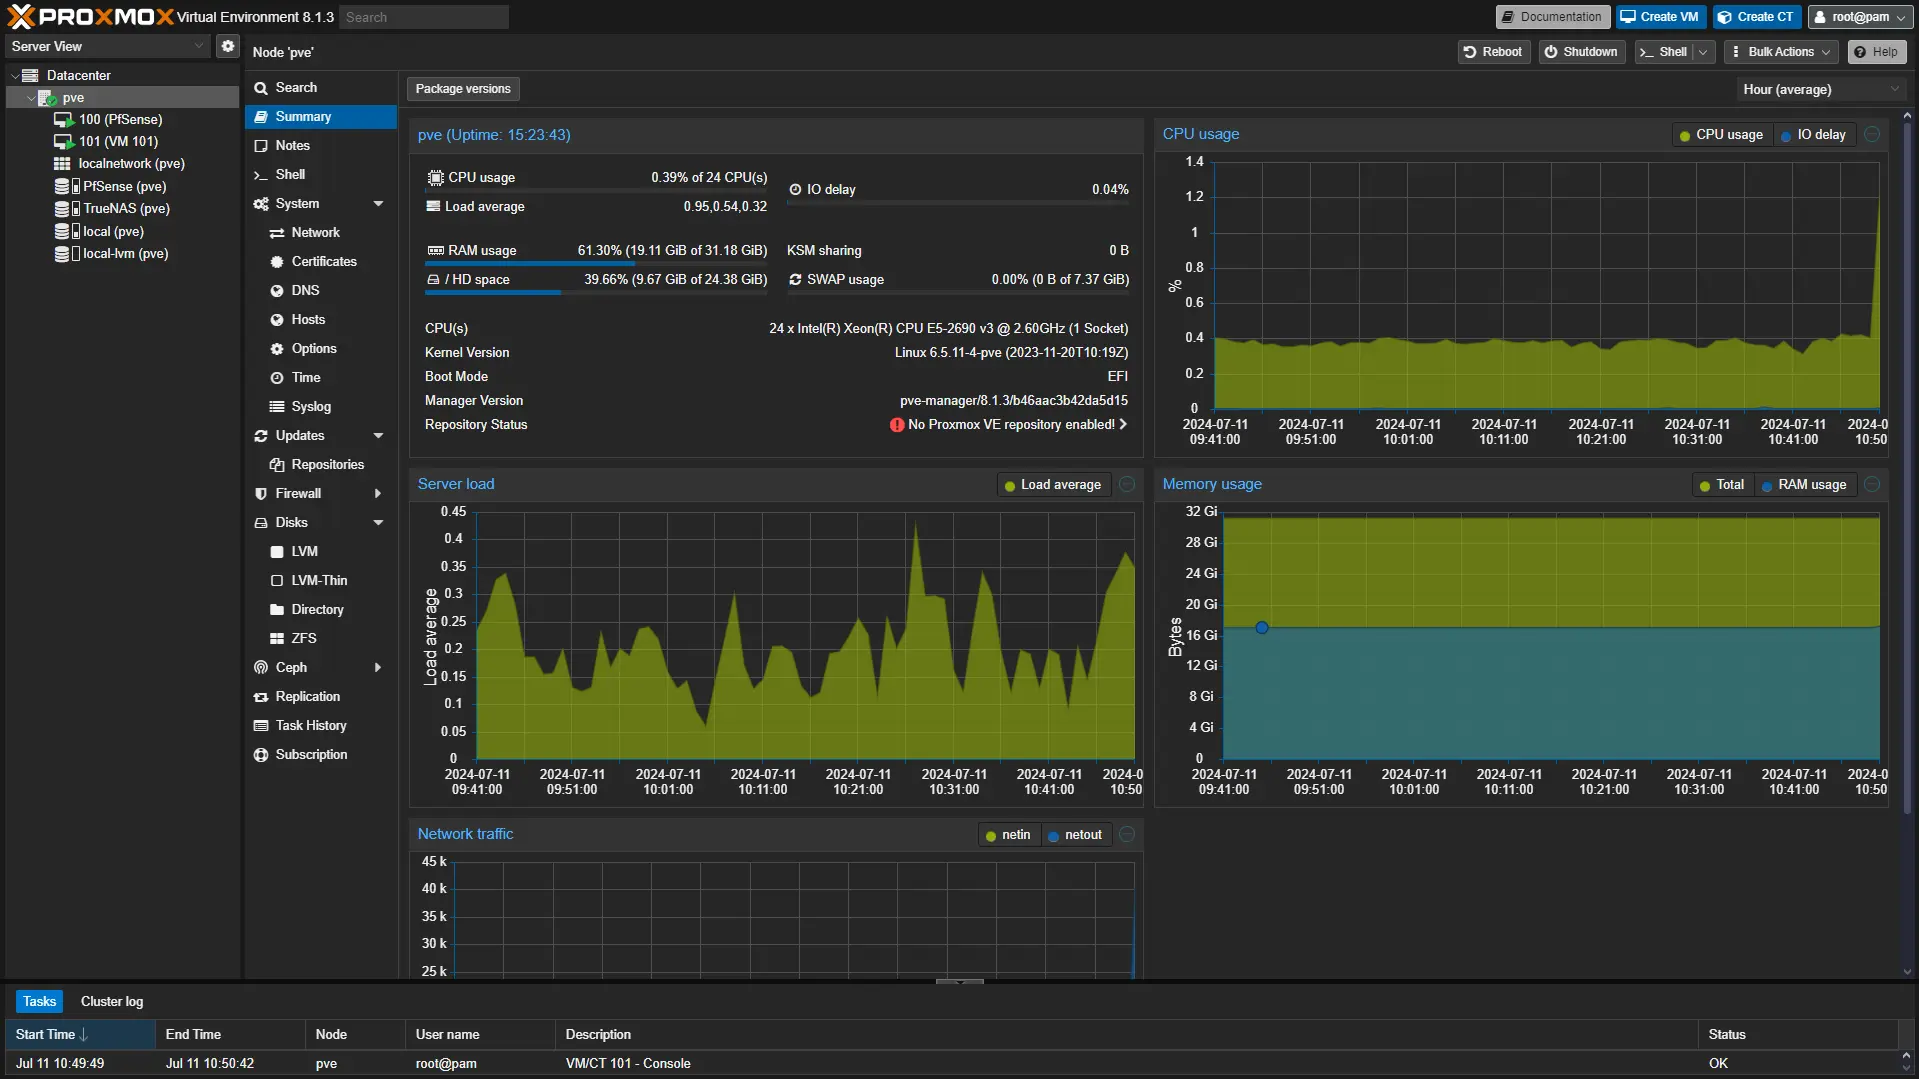 PROXMOX Virtual Environment 8.1.3 Search
Documentation Create VM Create CT root@pam
Server View
Datacenter
pve
100 (PfSense)
101 (VM 101)
localnetwork (pve)
PfSense (pve)
TrueNAS (pve)
local (pve)
local-lvm (pve)
Node 'pve'
Reboot Shutdown Shell Bulk Actions Help
Search
Summary
Notes
Shell
System
Network
Certificates
DNS
Hosts
Options
Time
Syslog
Updates
Repositories
Firewall
Disks
LVM
LVM-Thin
Directory
ZFS
Ceph
Replication
Task History
Subscription
Package versions
Hour (average)
pve (Uptime: 15:23:43)
CPU usage 0.39% of 24 CPU(s)
IO delay 0.04%
Load average 0.95,0.54,0.32
RAM usage 61.30% (19.11 GiB of 31.18 GiB)
KSM sharing 0 B
/ HD space 39.66% (9.67 GiB of 24.38 GiB)
SWAP usage 0.00% (0 B of 7.37 GiB)
CPU(s) 24 x Intel(R) Xeon(R) CPU E5-2690 v3 @ 2.60GHz (1 Socket)
Kernel Version Linux 6.5.11-4-pve (2023-11-20T10:19Z)
Boot Mode EFI
Manager Version pve-manager/8.1.3/b46aac3b42da5d15
Repository Status No Proxmox VE repository enabled!
CPU usage
CPU usage IO delay
1.4
1.2
1
0.8
0.6
0.4
0.2
0
%
2024-07-11 2024-07-11 2024-07-11 2024-07-11 2024-07-11 2024-07-11 2024-07-11 2024-0
09:41:00 09:51:00 10:01:00 10:11:00 10:21:00 10:31:00 10:41:00 10:50
Server load
Load average
0.45
0.4
0.35
0.3
0.25
0.2
0.15
0.1
0.05
0
Load average
2024-07-11 2024-07-11 2024-07-11 2024-07-11 2024-07-11 2024-07-11 2024-07-11 2024-0
09:41:00 09:51:00 10:01:00 10:11:00 10:21:00 10:31:00 10:41:00 10:50
Memory usage
Total RAM usage
32 Gi
28 Gi
24 Gi
20 Gi
16 Gi
12 Gi
8 Gi
4 Gi
0
Bytes
2024-07-11 2024-07-11 2024-07-11 2024-07-11 2024-07-11 2024-07-11 2024-07-11 2024-0
09:41:00 09:51:00 10:01:00 10:11:00 10:21:00 10:31:00 10:41:00 10:50
Network traffic
netin netout
45 k
40 k
35 k
30 k
25 k
Tasks Cluster log
Start Time End Time Node User name Description Status
Jul 11 10:49:49 Jul 11 10:50:42 pve root@pam VM/CT 101 - Console OK